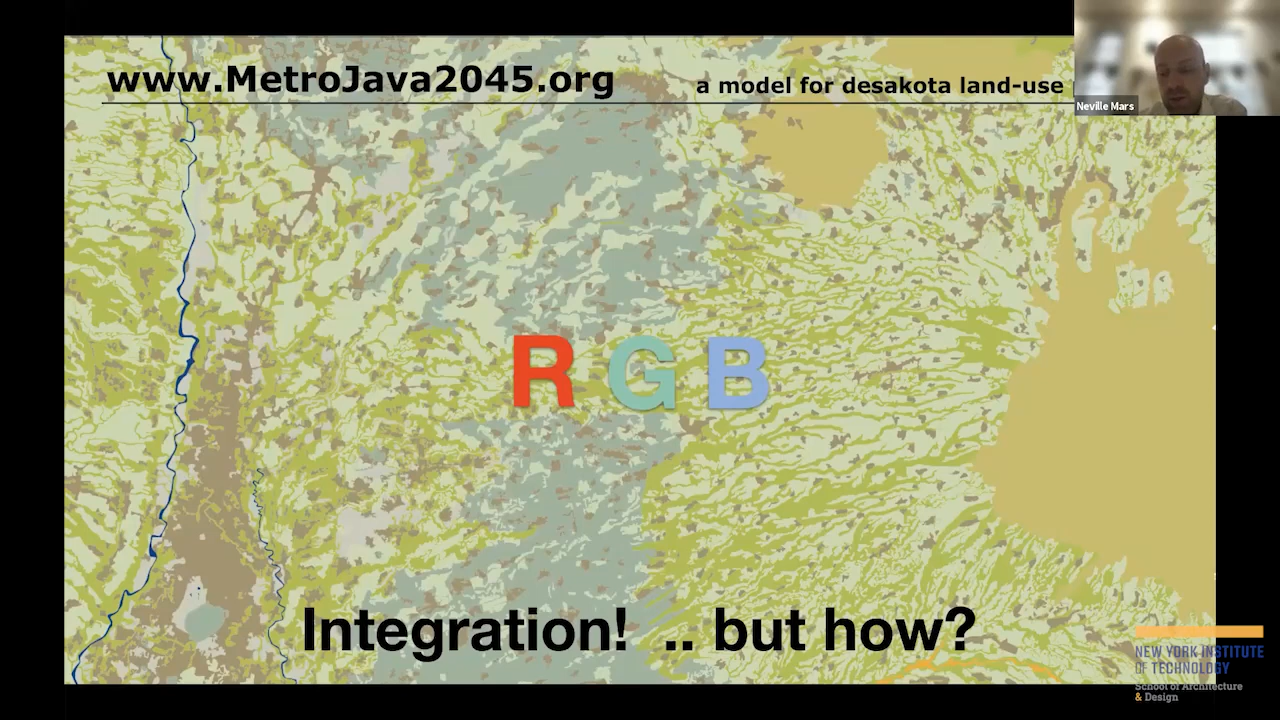 www.MetroJava2045.org
a model for desakota land-use
Neville Mars
R G B
Integration! .. but how?
NEW YORK INSTITUTE
OF TECHNOLOGY
School of Architecture
& Design